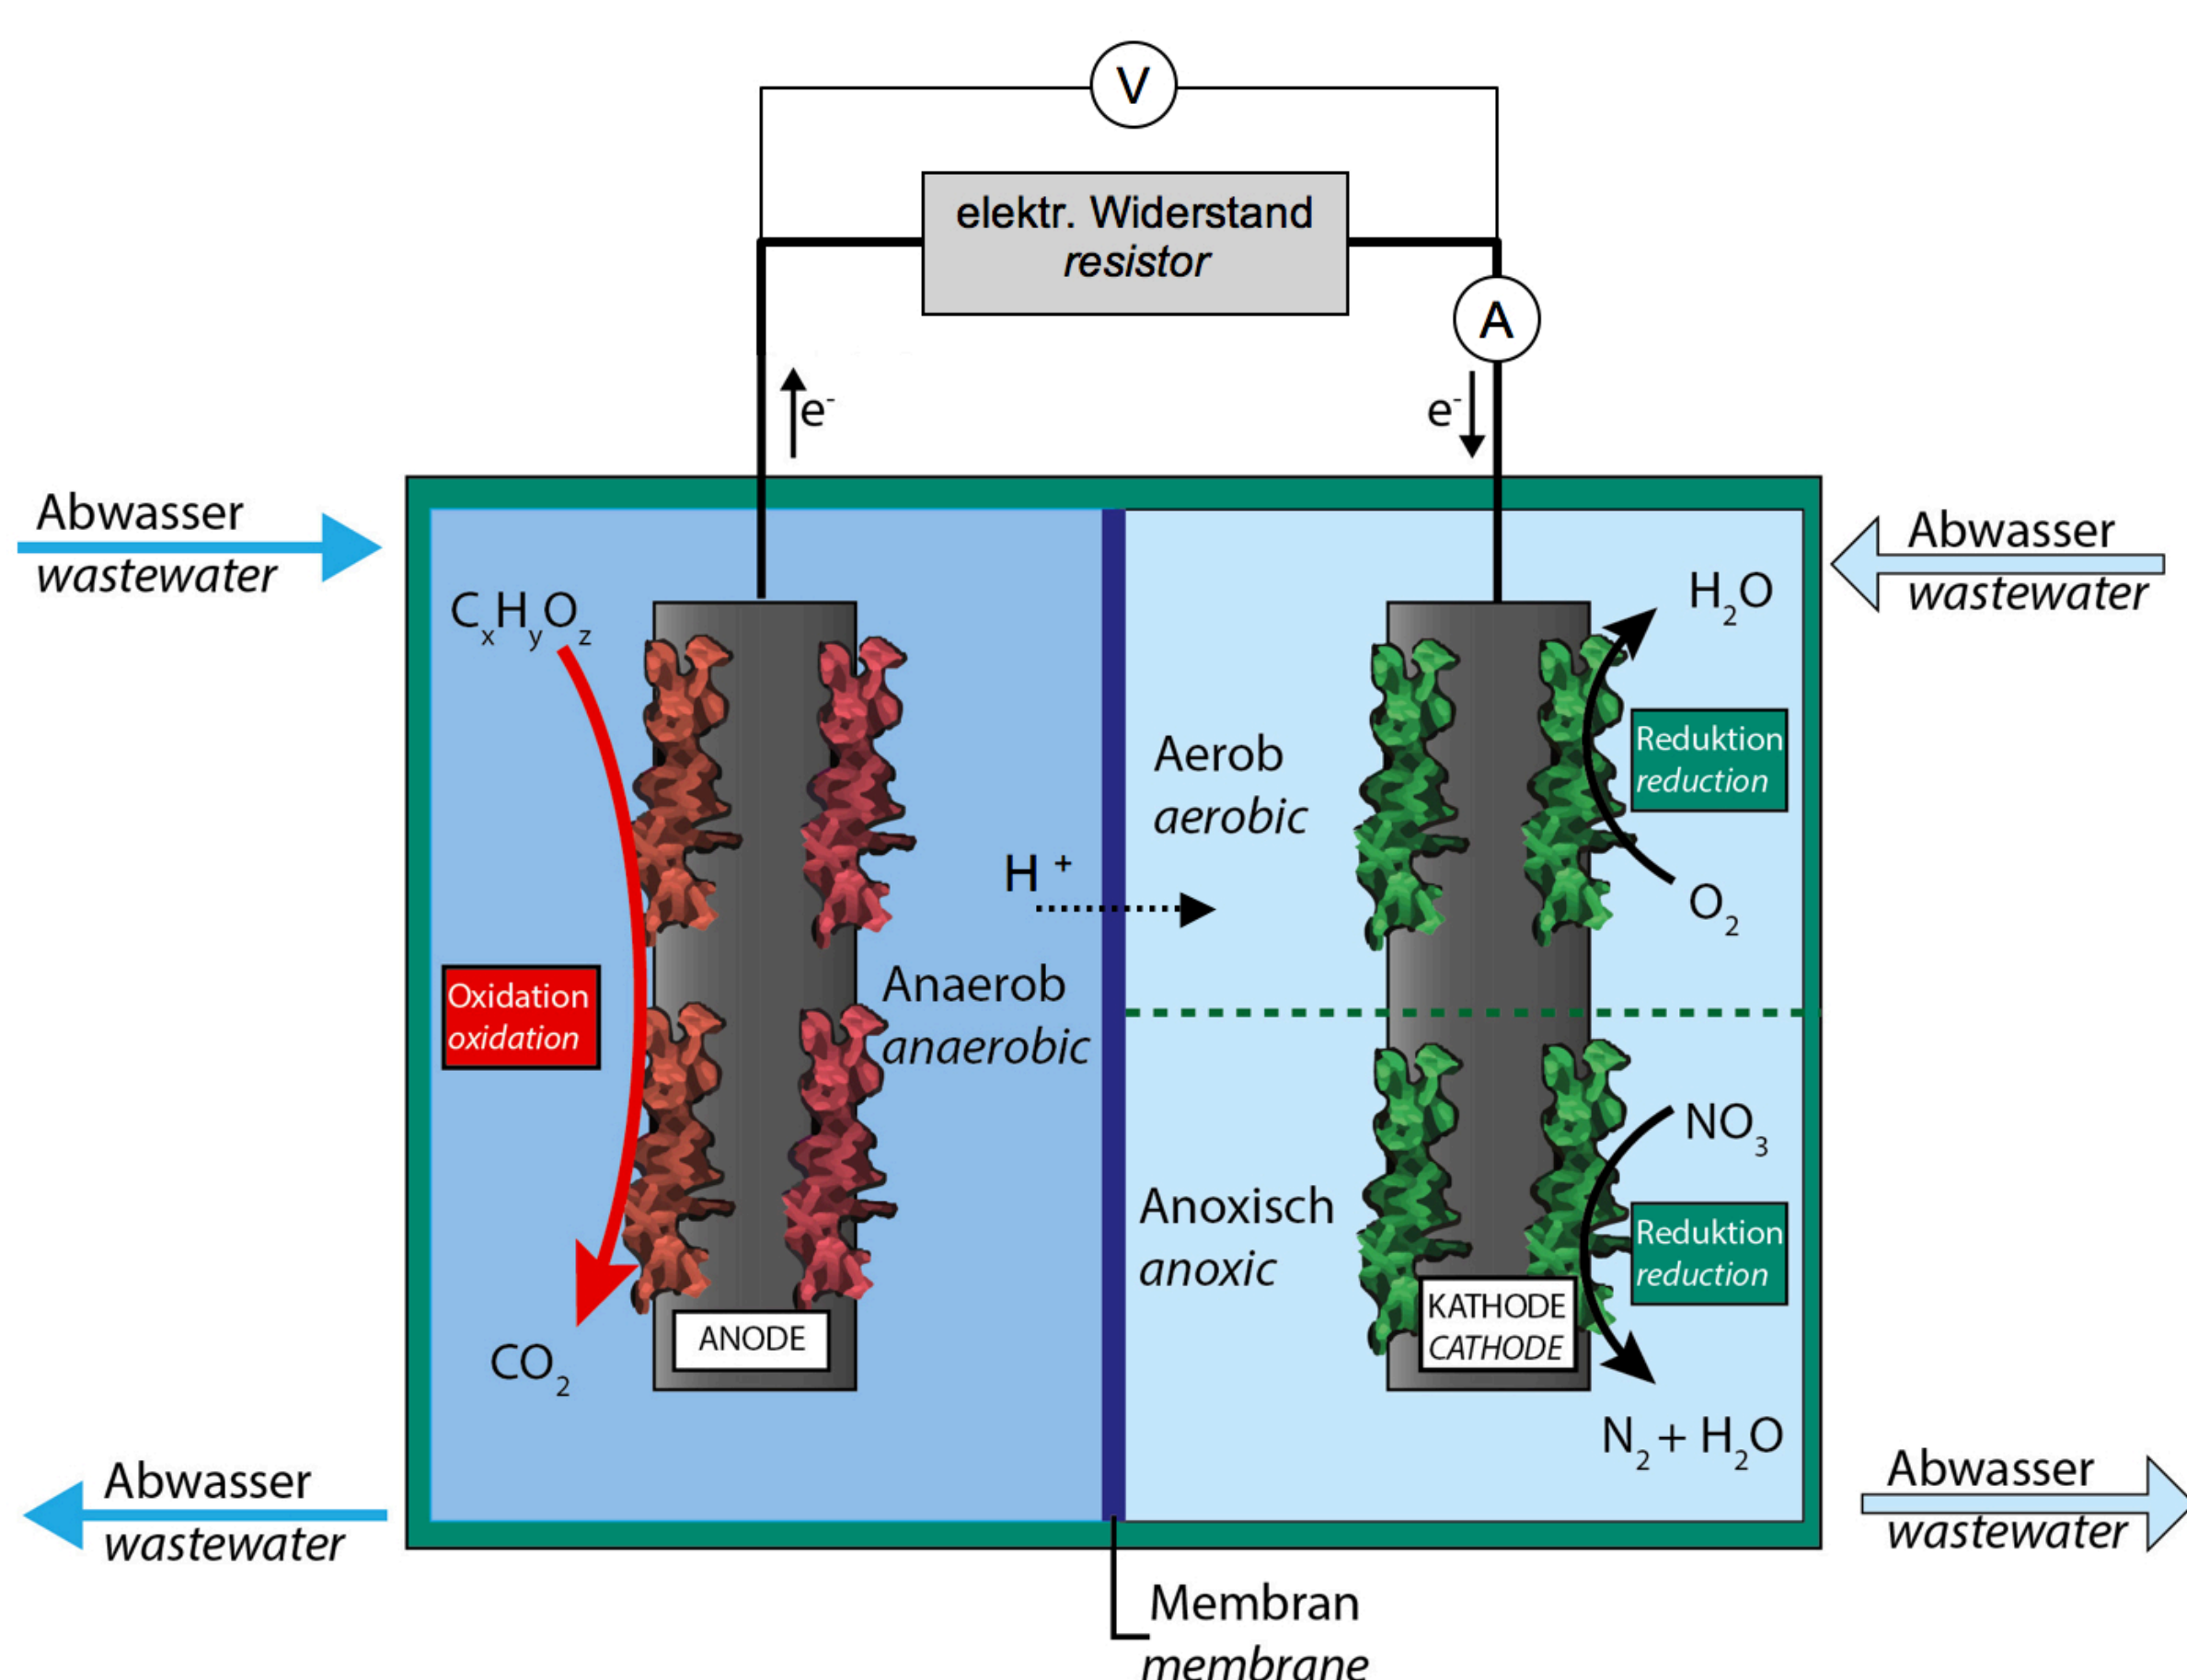 V
elektr. Widerstand
resistor
A
e⁻
e⁻
Abwasser
wastewater
Abwasser
wastewater
CₓHᵧO_z
H₂O
Reduktion
reduction
Aerob
aerobic
H ⁺
O₂
Oxidation
oxidation
Anaerob
anaerobic
NO₃
Anoxisch
anoxic
Reduktion
reduction
ANODE
KATHODE
CATHODE
CO₂
N₂ + H₂O
Abwasser
wastewater
Abwasser
wastewater
Membran
membrane